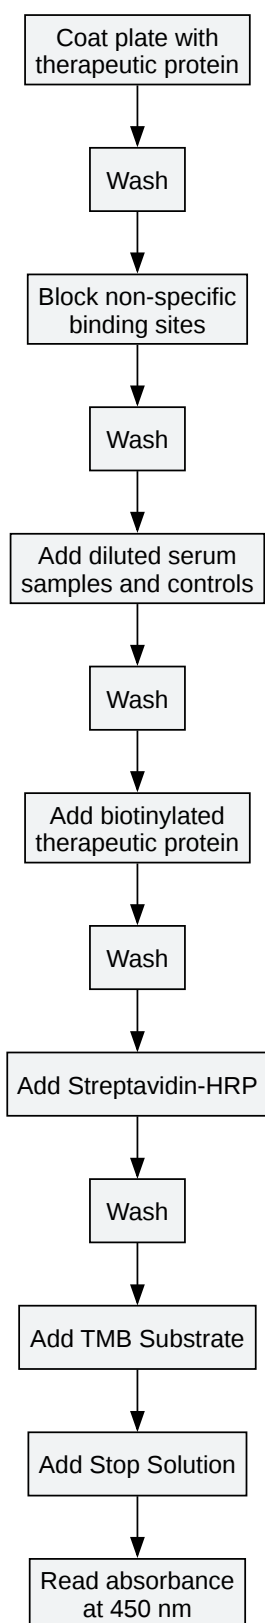 Coat plate with
therapeutic protein
Wash
Block non-specific
binding sites
Wash
Add diluted serum
samples and controls
Wash
Add biotinylated
therapeutic protein
Wash
Add Streptavidin-HRP
Wash
Add TMB Substrate
Add Stop Solution
Read absorbance
at 450 nm